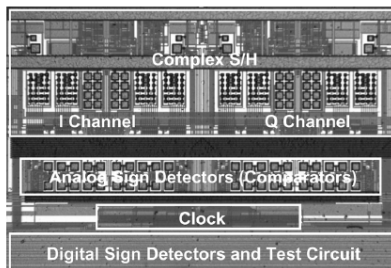 Complex S/H
I Channel Q Channel
Analog Sign Detectors (Comparators)
Clock
Digital Sign Detectors and Test Circuit